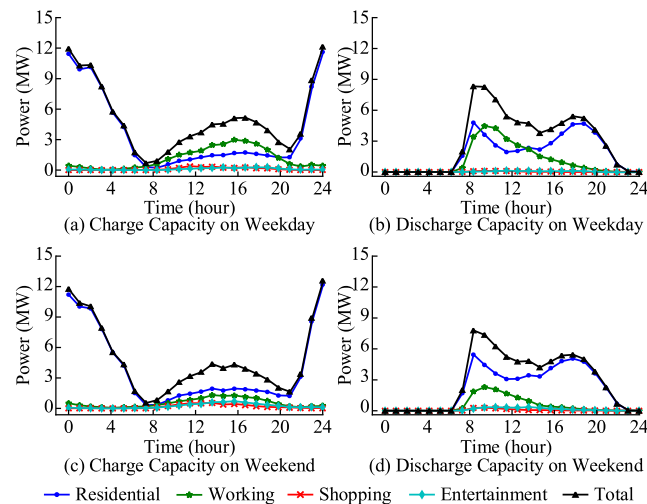 15
12
9
6
3
0
Power (MW)
0 4 8 12 16 20 24
Time (hour)
(a) Charge Capacity on Weekday
15
12
9
6
3
0
Power (MW)
0 4 8 12 16 20 24
Time (hour)
(b) Discharge Capacity on Weekday
15
12
9
6
3
0
Power (MW)
0 4 8 12 16 20 24
Time (hour)
(c) Charge Capacity on Weekend
15
12
9
6
3
0
Power (MW)
0 4 8 12 16 20 24
Time (hour)
(d) Discharge Capacity on Weekend
Residential Working Shopping Entertainment Total